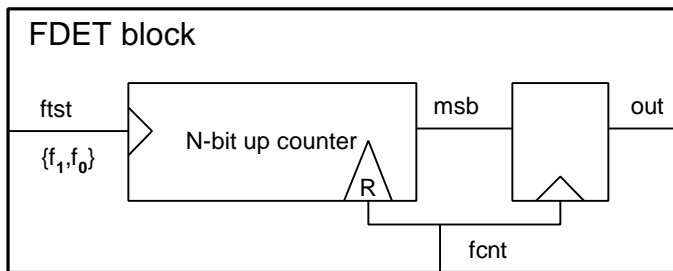 FDET block
ftst
{f1,f0}
N-bit up counter
R
msb
out
fcnt